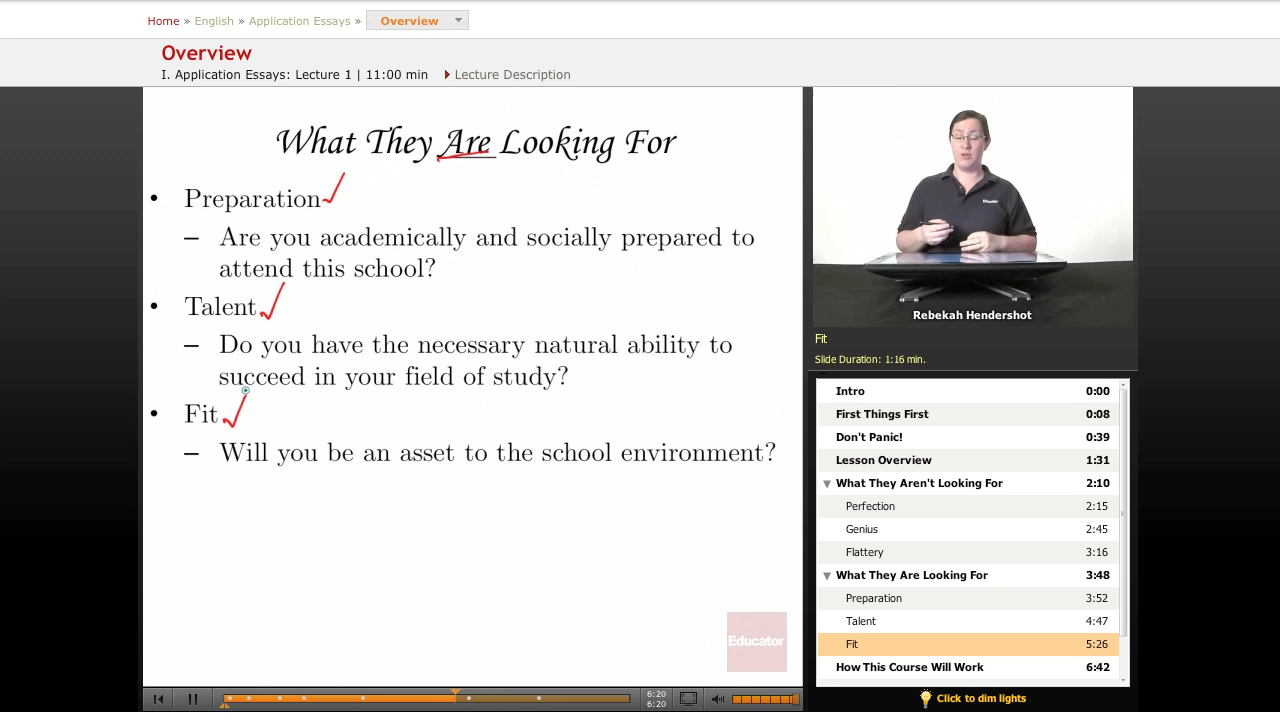 Home » English » Application Essays » Overview
Overview
I. Application Essays: Lecture 1 | 11:00 min Lecture Description
What They Are Looking For
• Preparation
– Are you academically and socially prepared to
attend this school?
• Talent
– Do you have the necessary natural ability to
succeed in your field of study?
• Fit
– Will you be an asset to the school environment?
Educator
Educator
Rebekah Hendershot
Fit
Slide Duration: 1:16 min.
Intro 0:00
First Things First 0:08
Don't Panic! 0:39
Lesson Overview 1:31
What They Aren't Looking For 2:10
Perfection 2:15
Genius 2:45
Flattery 3:16
What They Are Looking For 3:48
Preparation 3:52
Talent 4:47
Fit 5:26
How This Course Will Work 6:42
6:20
6:20
Click to dim lights